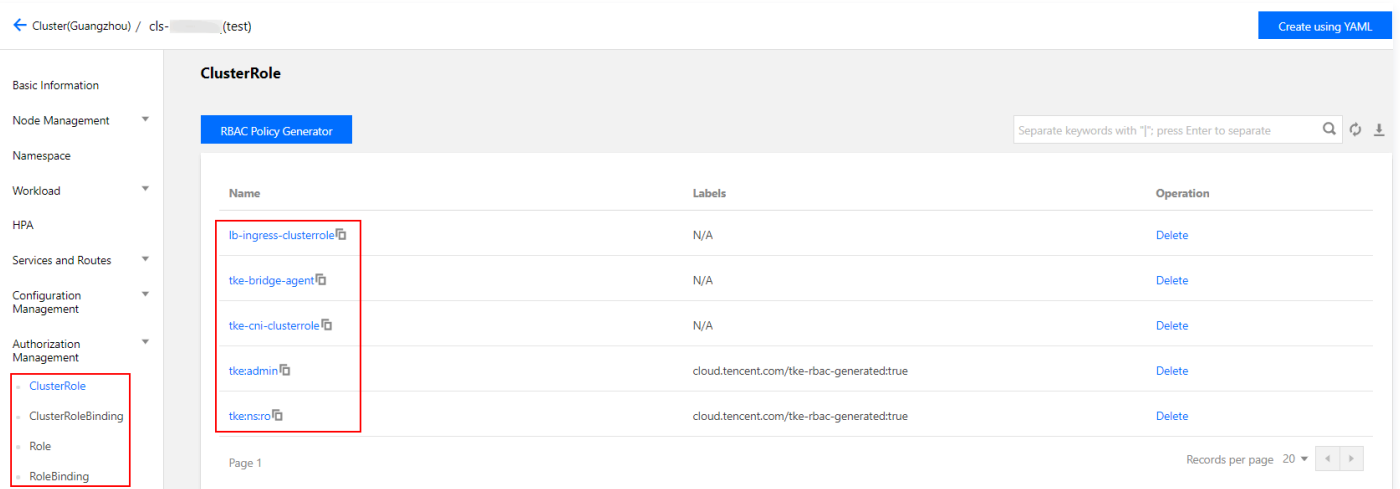 Cluster(Guangzhou) / cls- (test)
Create using YAML
Basic Information
Node Management
Namespace
Workload
HPA
Services and Routes
Configuration
Management
Authorization
Management
ClusterRole
ClusterRoleBinding
Role
RoleBinding
ClusterRole
RBAC Policy Generator
Separate keywords with "|"; press Enter to separate
Name Labels Operation
lb-ingress-clusterrole N/A Delete
tke-bridge-agent N/A Delete
tke-cni-clusterrole N/A Delete
tke:admin cloud.tencent.com/tke-rbac-generated:true Delete
tke:ns:ro cloud.tencent.com/tke-rbac-generated:true Delete
Page 1
Records per page 20